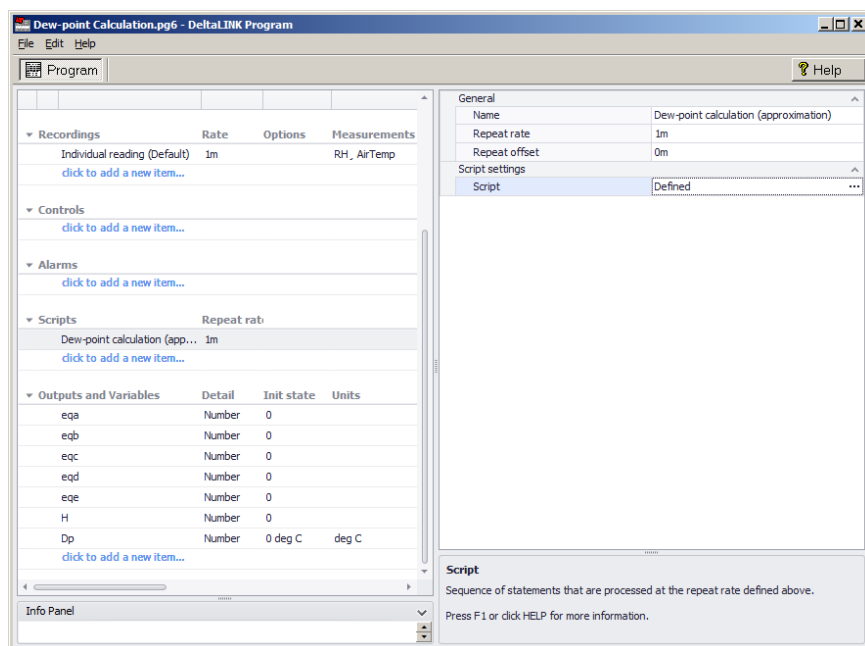 Dew-point Calculation.pg6 - DeltaLINK Program
File Edit Help
Program
Help
Recordings Rate Options Measurements
Individual reading (Default) 1m RH, AirTemp
click to add a new item...
Controls
click to add a new item...
Alarms
click to add a new item...
Scripts Repeat rat
Dew-point calculation (app... 1m
click to add a new item...
Outputs and Variables Detail Init state Units
eqa Number 0
eqb Number 0
eqc Number 0
eqd Number 0
eqe Number 0
H Number 0
Dp Number 0 deg C deg C
click to add a new item...
Info Panel
General
Name Dew-point calculation (approximation)
Repeat rate 1m
Repeat offset 0m
Script settings
Script Defined ...
Script
Sequence of statements that are processed at the repeat rate defined above.
Press F1 or click HELP for more information.